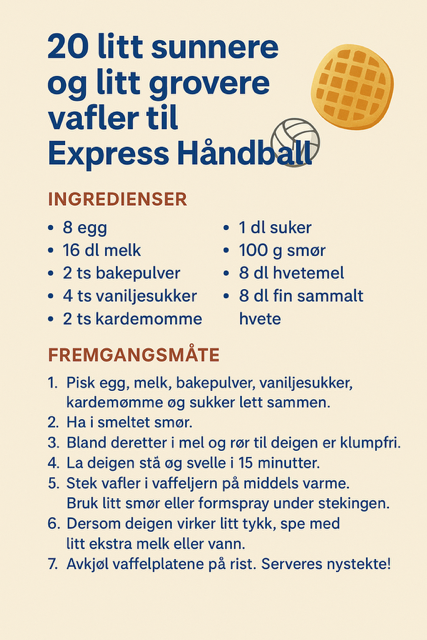 20 litt sunnere
og litt grovere
vafler til
Express Håndball
INGREDIENSER
• 8 egg
• 16 dl melk
• 2 ts bakepulver
• 4 ts vaniljesukker
• 2 ts kardemomme
• 1 dl suker
• 100 g smør
• 8 dl hvetemel
• 8 dl fin sammalt
hvete
FREMGANGSMÅTE
1. Pisk egg, melk, bakepulver, vaniljesukker,
kardemømme øg sukker lett sammen.
2. Ha i smeltet smør.
3. Bland deretter i mel og rør til deigen er klumpfri.
4. La deigen stå øg svelle i 15 minutter.
5. Stek vafler i vaffeljern på middels varme.
Bruk litt smør eller formspray under stekingen.
6. Dersom deigen virker litt tykk, spe med
litt ekstra melk eller vann.
7. Avkjøl vaffelplatene på rist. Serveres nystekte!